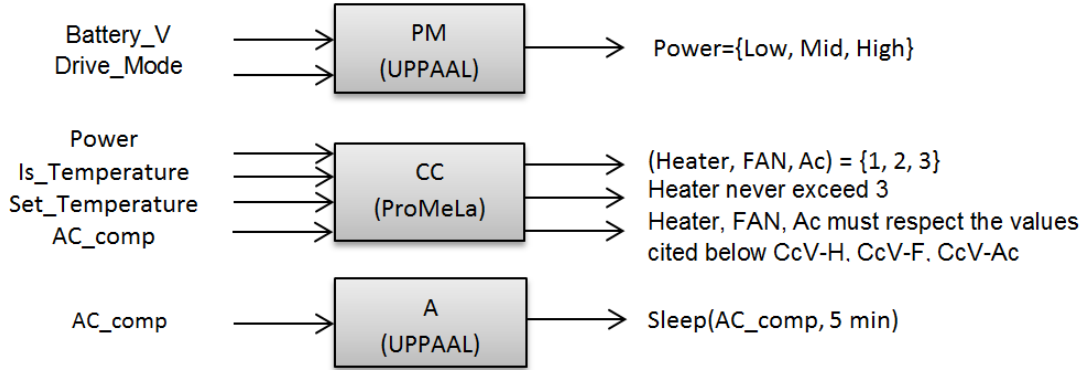 Battery_V
Drive_Mode
PM
(UPPAAL)
Power={Low, Mid, High}
Power
Is_Temperature
Set_Temperature
AC_comp
CC
(ProMeLa)
(Heater, FAN, Ac) = {1, 2, 3}
Heater never exceed 3
Heater, FAN, Ac must respect the values
cited below CcV-H, CcV-F, CcV-Ac
AC_comp
A
(UPPAAL)
Sleep(AC_comp, 5 min)